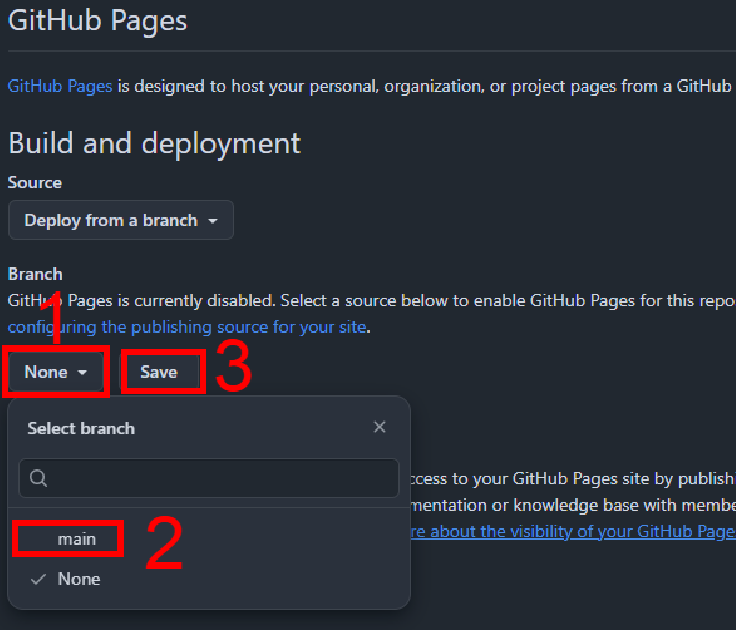 GitHub Pages
GitHub Pages is designed to host your personal, organization, or project pages from a GitHub
Build and deployment
Source
Deploy from a branch
Branch
GitHub Pages is currently disabled. Select a source below to enable GitHub Pages for this repo
configuring the publishing source for your site.
1
None
Save
3
Select branch
ccess to your GitHub Pages site by publish
mentation or knowledge base with membe
re about the visibility of your GitHub Page
main
2
None